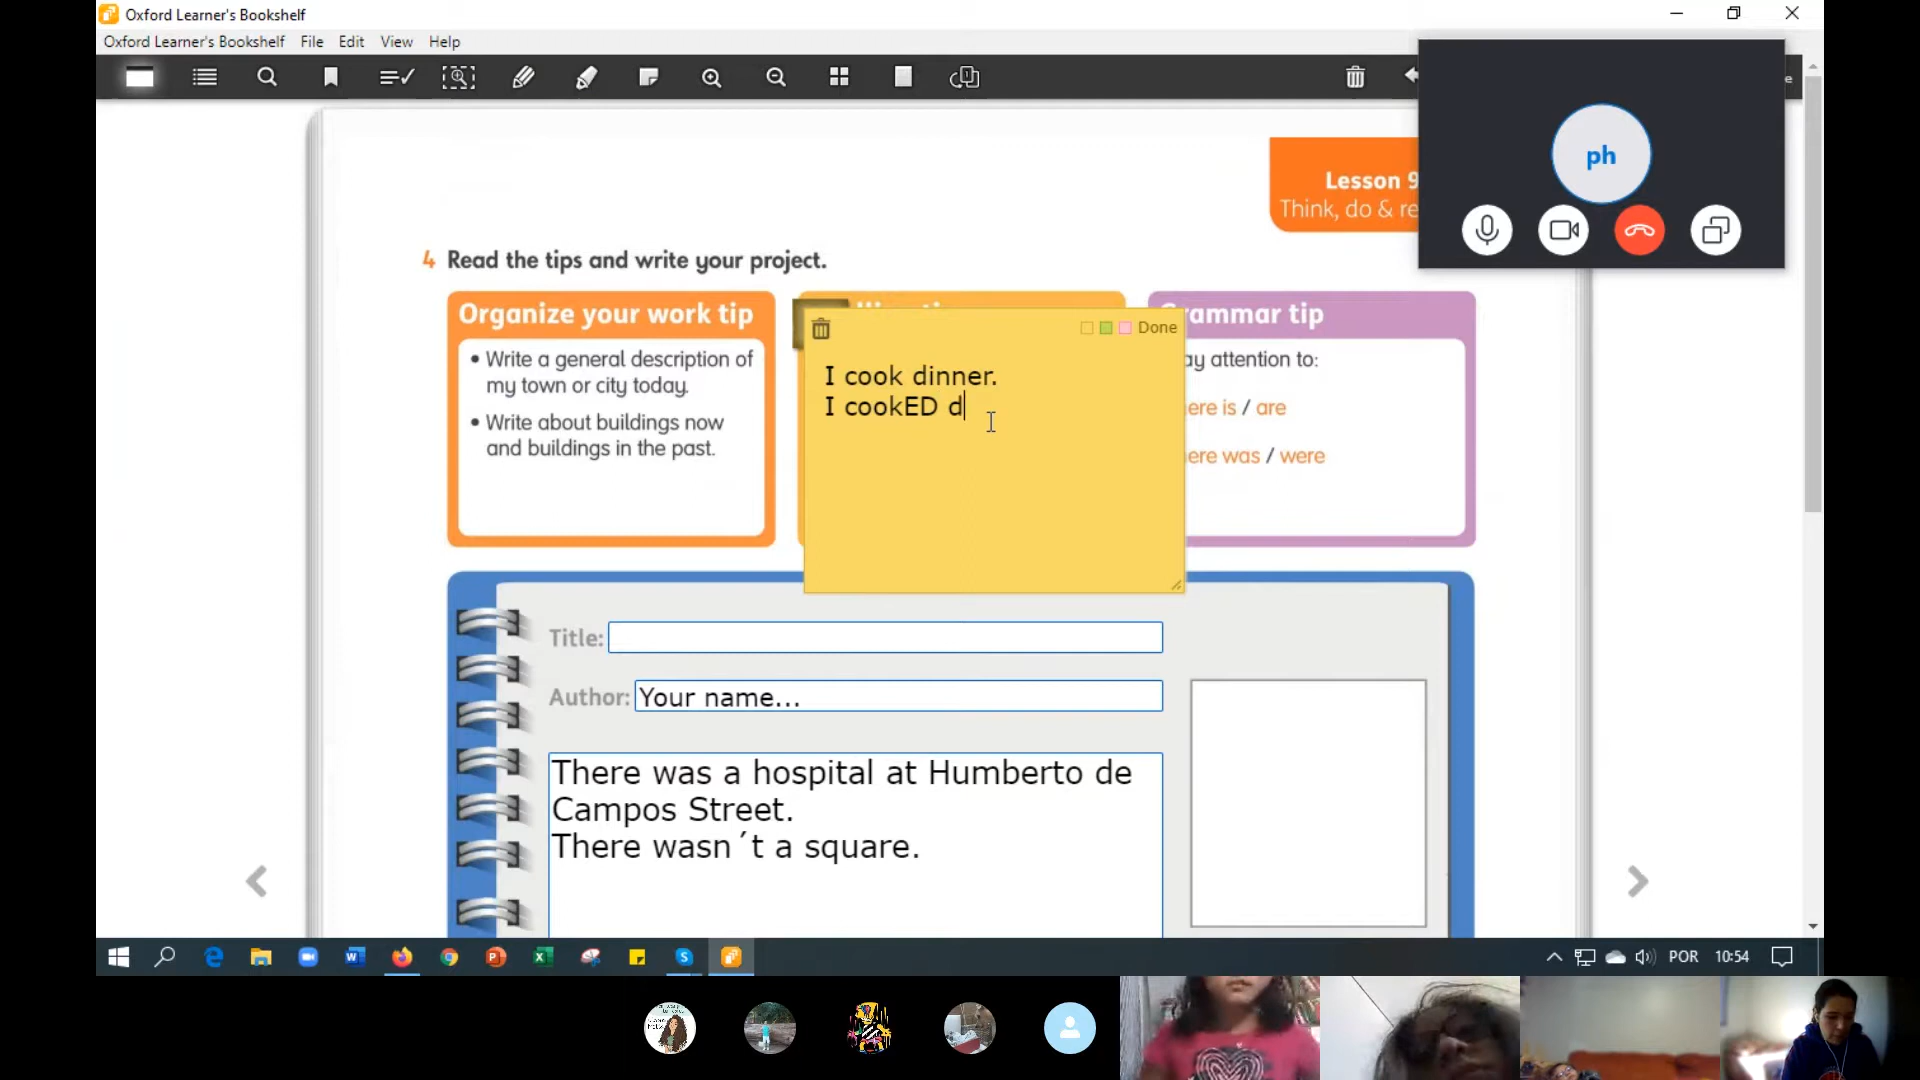 Oxford Learner's Bookshelf
Oxford Learner's Bookshelf File Edit View Help
ph
Lesson 9
Think, do & re
4 Read the tips and write your project.
Organize your work tip
• Write a general description of
my town or city today.
• Write about buildings now
and buildings in the past.
Done
I cook dinner.
I cookED d
rammar tip
ay attention to:
ere is / are
ere was / were
Title:
Author: Your name...
There was a hospital at Humberto de
Campos Street.
There wasn´t a square.
POR 10:54